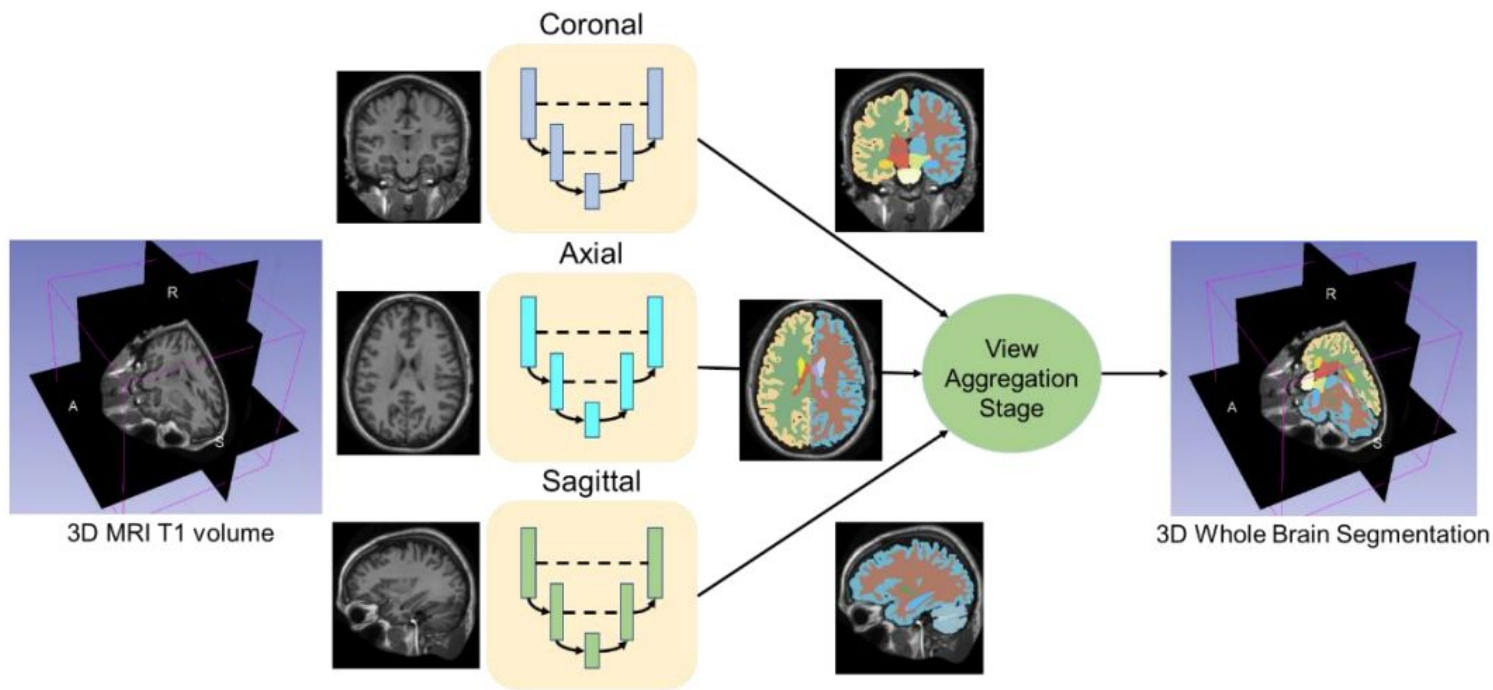 Coronal
Axial
Sagittal
R
A
S
3D MRI T1 volume
View
Aggregation
Stage
R
A
S
3D Whole Brain Segmentation